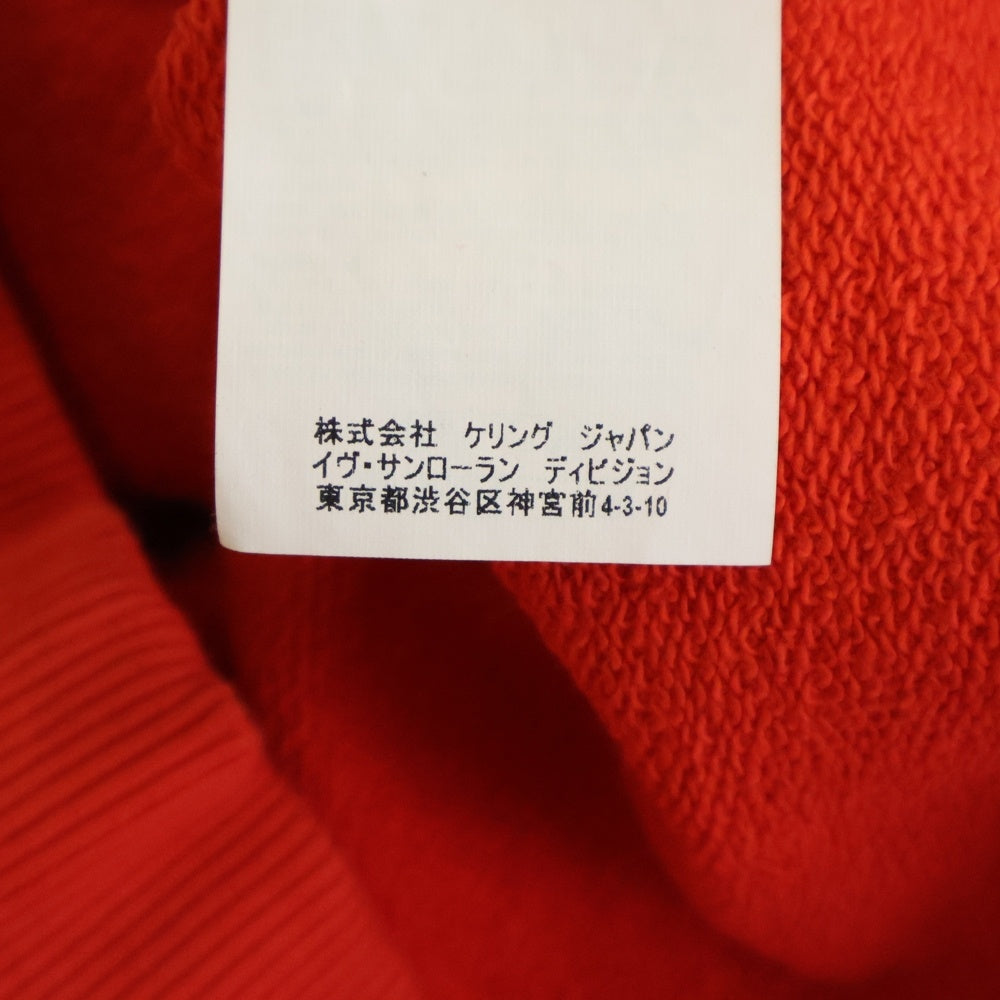 株式会社 ケリング ジャパン
イヴ・サンローラン ディビジョン
東京都渋谷区神宮前4-3-10